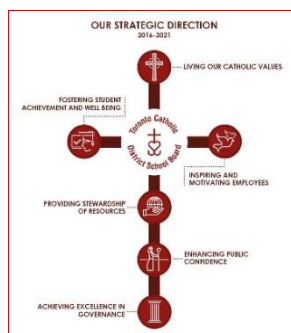 OUR STRATEGIC DIRECTION
2016-2021
LIVING OUR CATHOLIC VALUES
FOSTERING STUDENT
ACHIEVEMENT AND WELL BEING
Toronto Catholic
District School Board
INSPIRING AND
MOTIVATING EMPLOYEES
PROVIDING STEWARDSHIP
OF RESOURCES
ENHANCING PUBLIC
CONFIDENCE
ACHIEVING EXCELLENCE IN
GOVERNANCE